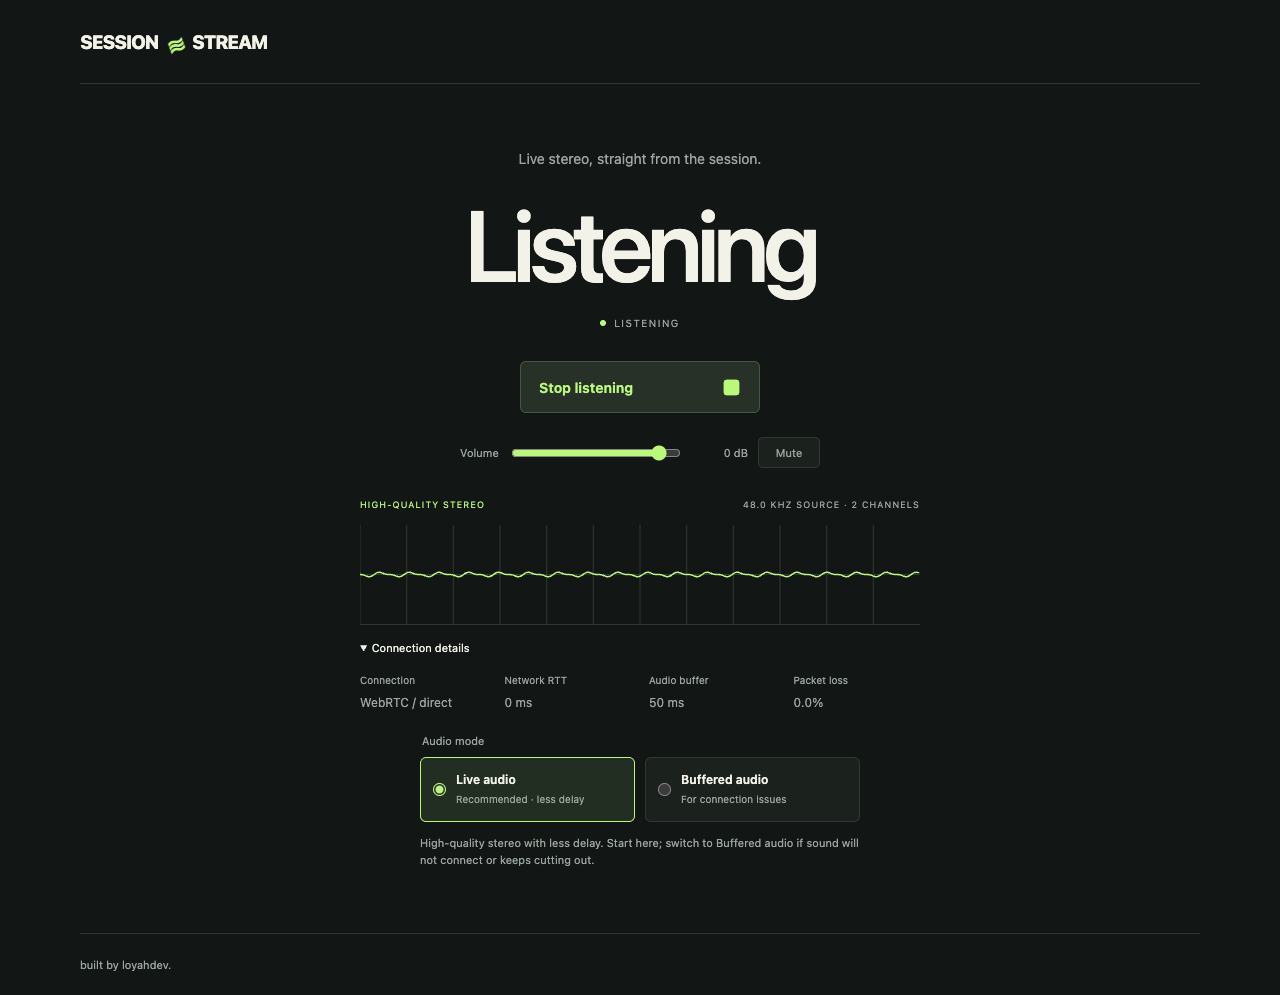 SESSION STREAM
Live stereo, straight from the session.
Listening
LISTENING
Stop listening
Volume 0 dB Mute
HIGH-QUALITY STEREO 48.0 KHZ SOURCE · 2 CHANNELS
▼ Connection details
Connection Network RTT Audio buffer Packet loss
WebRTC / direct 0 ms 50 ms 0.0%
Audio mode
Live audio Buffered audio
Recommended · less delay For connection issues
High-quality stereo with less delay. Start here; switch to Buffered audio if sound will
not connect or keeps cutting out.
built by loyahdev.